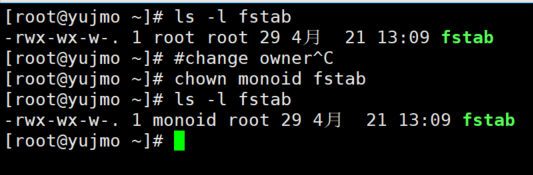 [root@yujmo ~]# ls -l fstab
-rwx-wx-w-. 1 root root 29 4月  21 13:09 fstab
[root@yujmo ~]# #change owner^C
[root@yujmo ~]# chown monoid fstab
[root@yujmo ~]# ls -l fstab
-rwx-wx-w-. 1 monoid root 29 4月  21 13:09 fstab
[root@yujmo ~]#